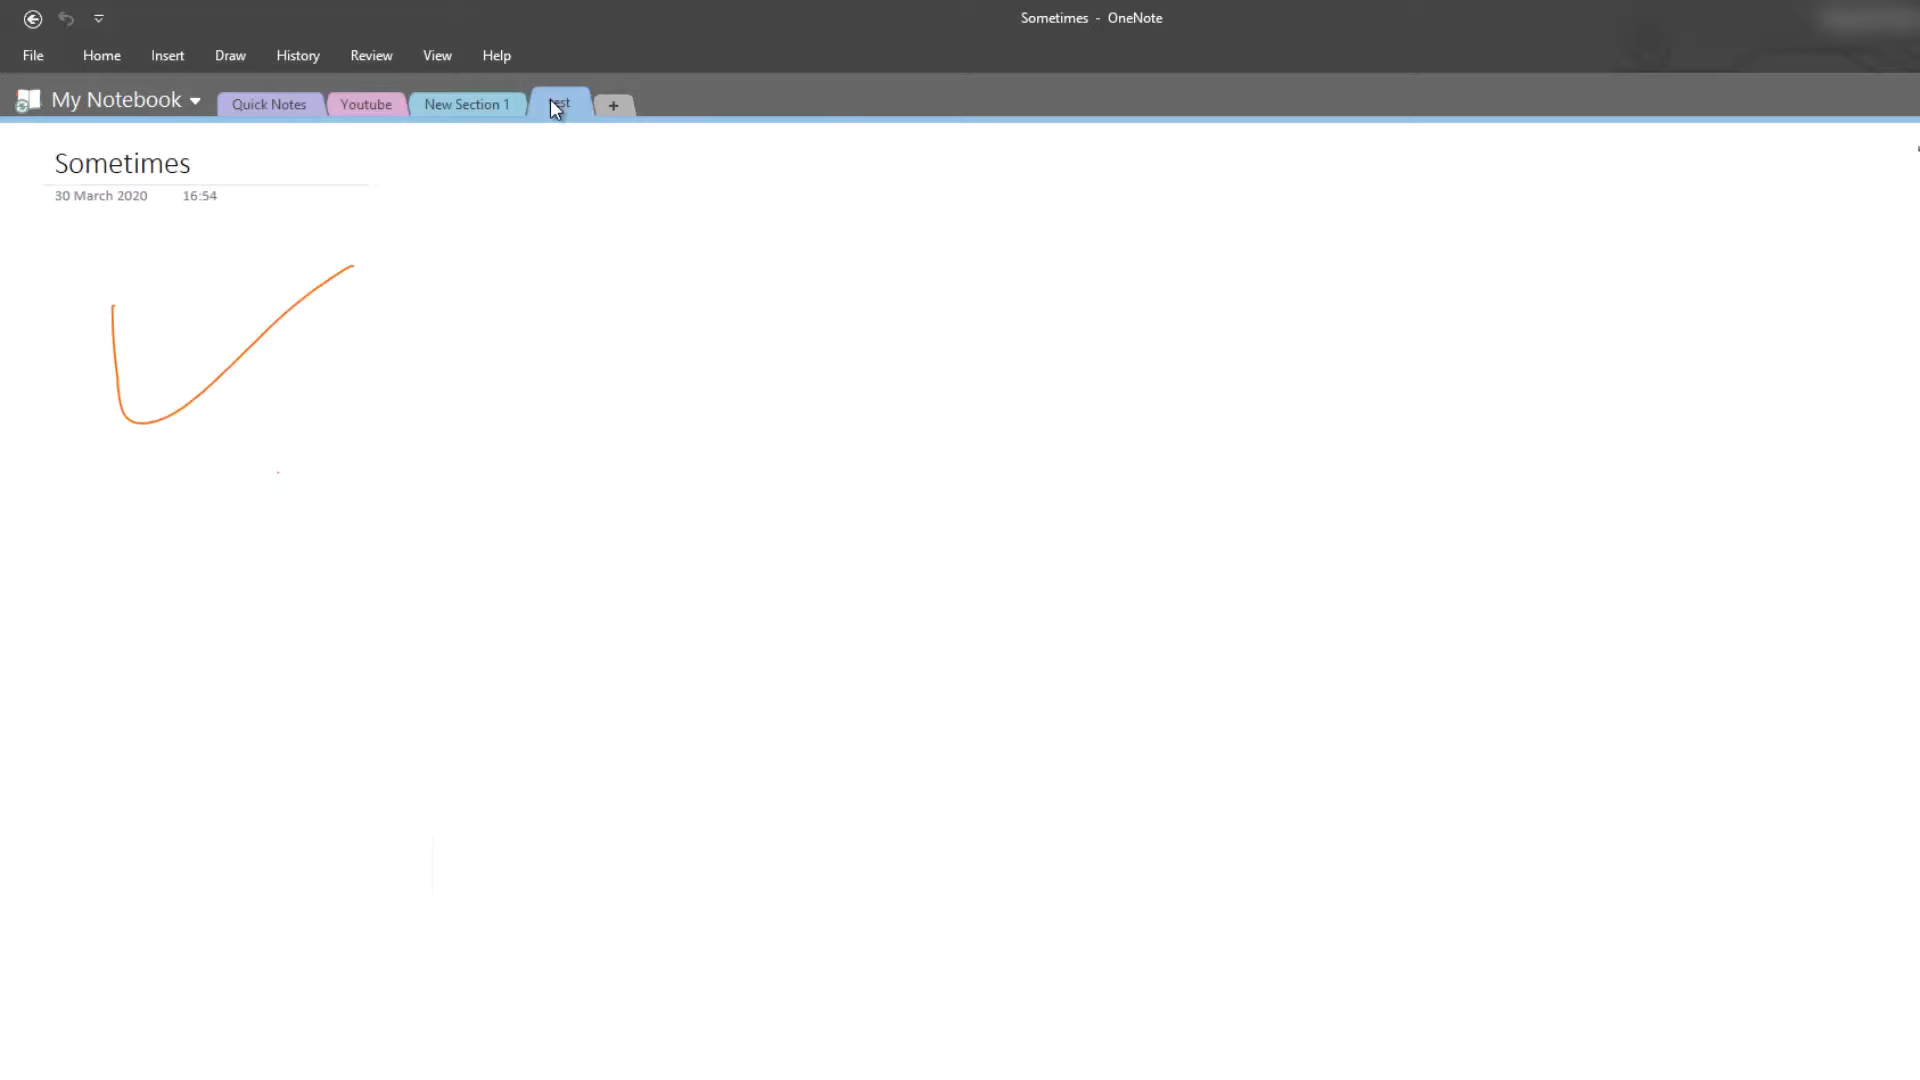 Sometimes - OneNote
File Home Insert Draw History Review View Help
My Notebook Quick Notes Youtube New Section 1 +
Sometimes
30 March 2020 16:54